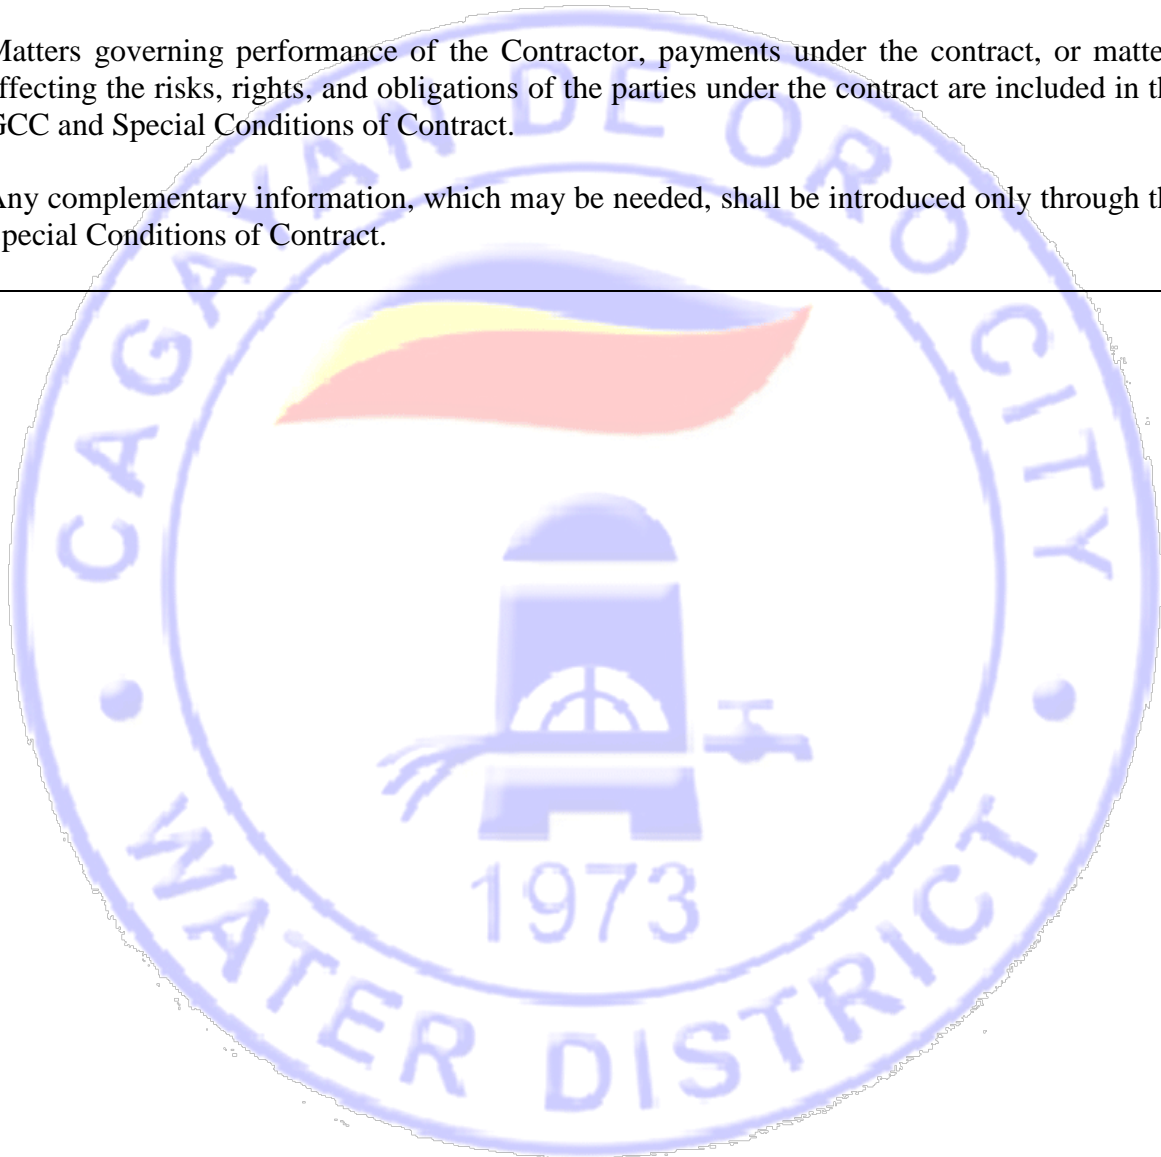 Matters governing performance of the Contractor, payments under the contract, or matte
ffecting the risks, rights, and obligations of the parties under the contract are included in th
GCC and Special Conditions of Contract.
Any complementary information, which may be needed, shall be introduced only through th
pecial Conditions of Contract.
CAGAYAN DE ORO CITY
1973
WATER DISTRICT